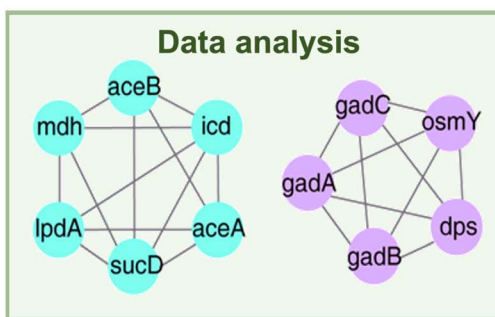 Data analysis
aceB
mdh
icd
lpdA
aceA
sucD
gadC
osmY
gadA
dps
gadB